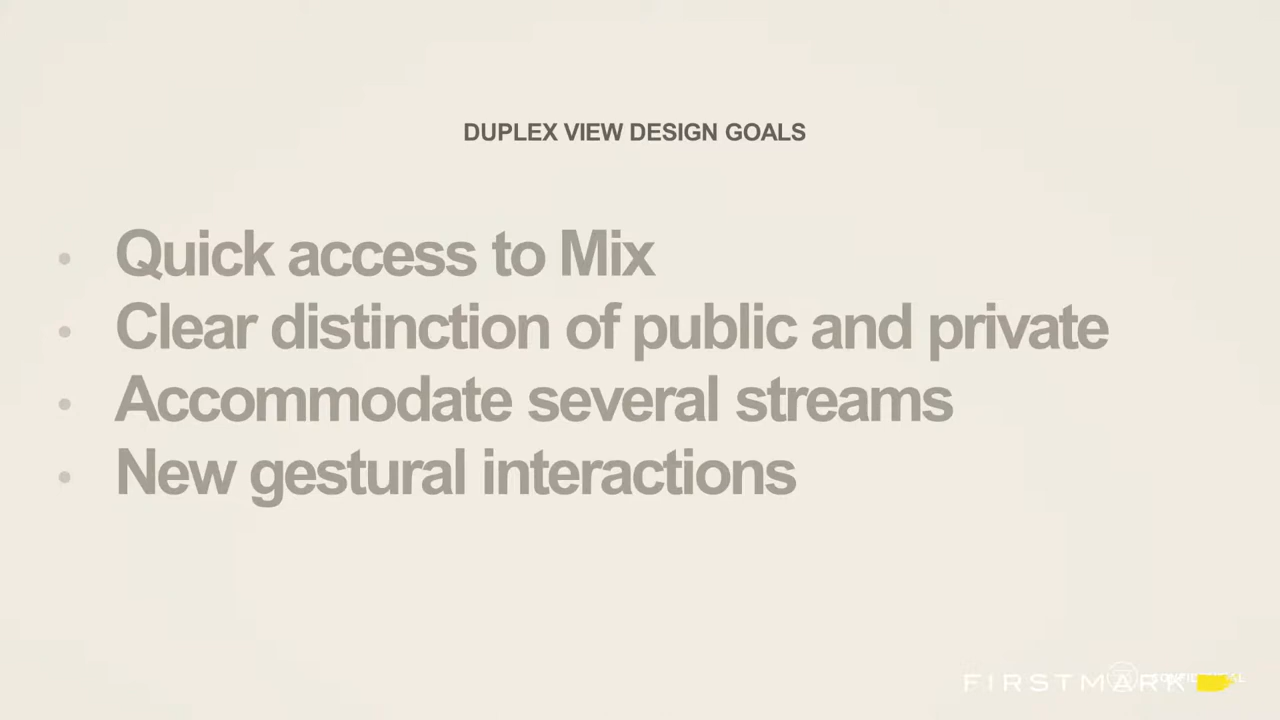 DUPLEX VIEW DESIGN GOALS
• Quick access to Mix
• Clear distinction of public and private
• Accommodate several streams
• New gestural interactions
FIRSTMARK